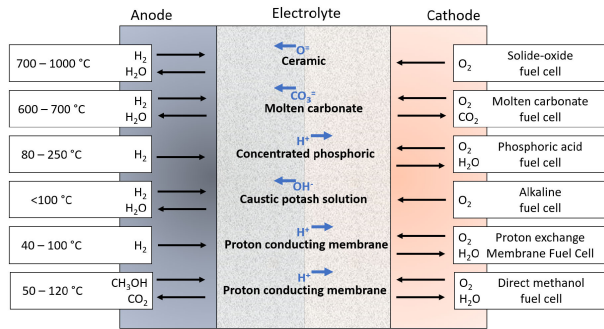 Anode Electrolyte Cathode
700 – 1000 °C H₂ O⁼ O₂ Solide-oxide
H₂O Ceramic fuel cell
600 – 700 °C H₂ CO₃⁼ O₂ Molten carbonate
H₂O Molten carbonate CO₂ fuel cell
80 – 250 °C H₂ H⁺ O₂ Phosphoric acid
Concentrated phosphoric H₂O fuel cell
<100 °C H₂ OH⁻ O₂ Alkaline
H₂O Caustic potash solution fuel cell
40 – 100 °C H₂ H⁺ O₂ Proton exchange
Proton conducting membrane H₂O Membrane Fuel Cell
50 – 120 °C CH₃OH H⁺ O₂ Direct methanol
CO₂ Proton conducting membrane H₂O fuel cell